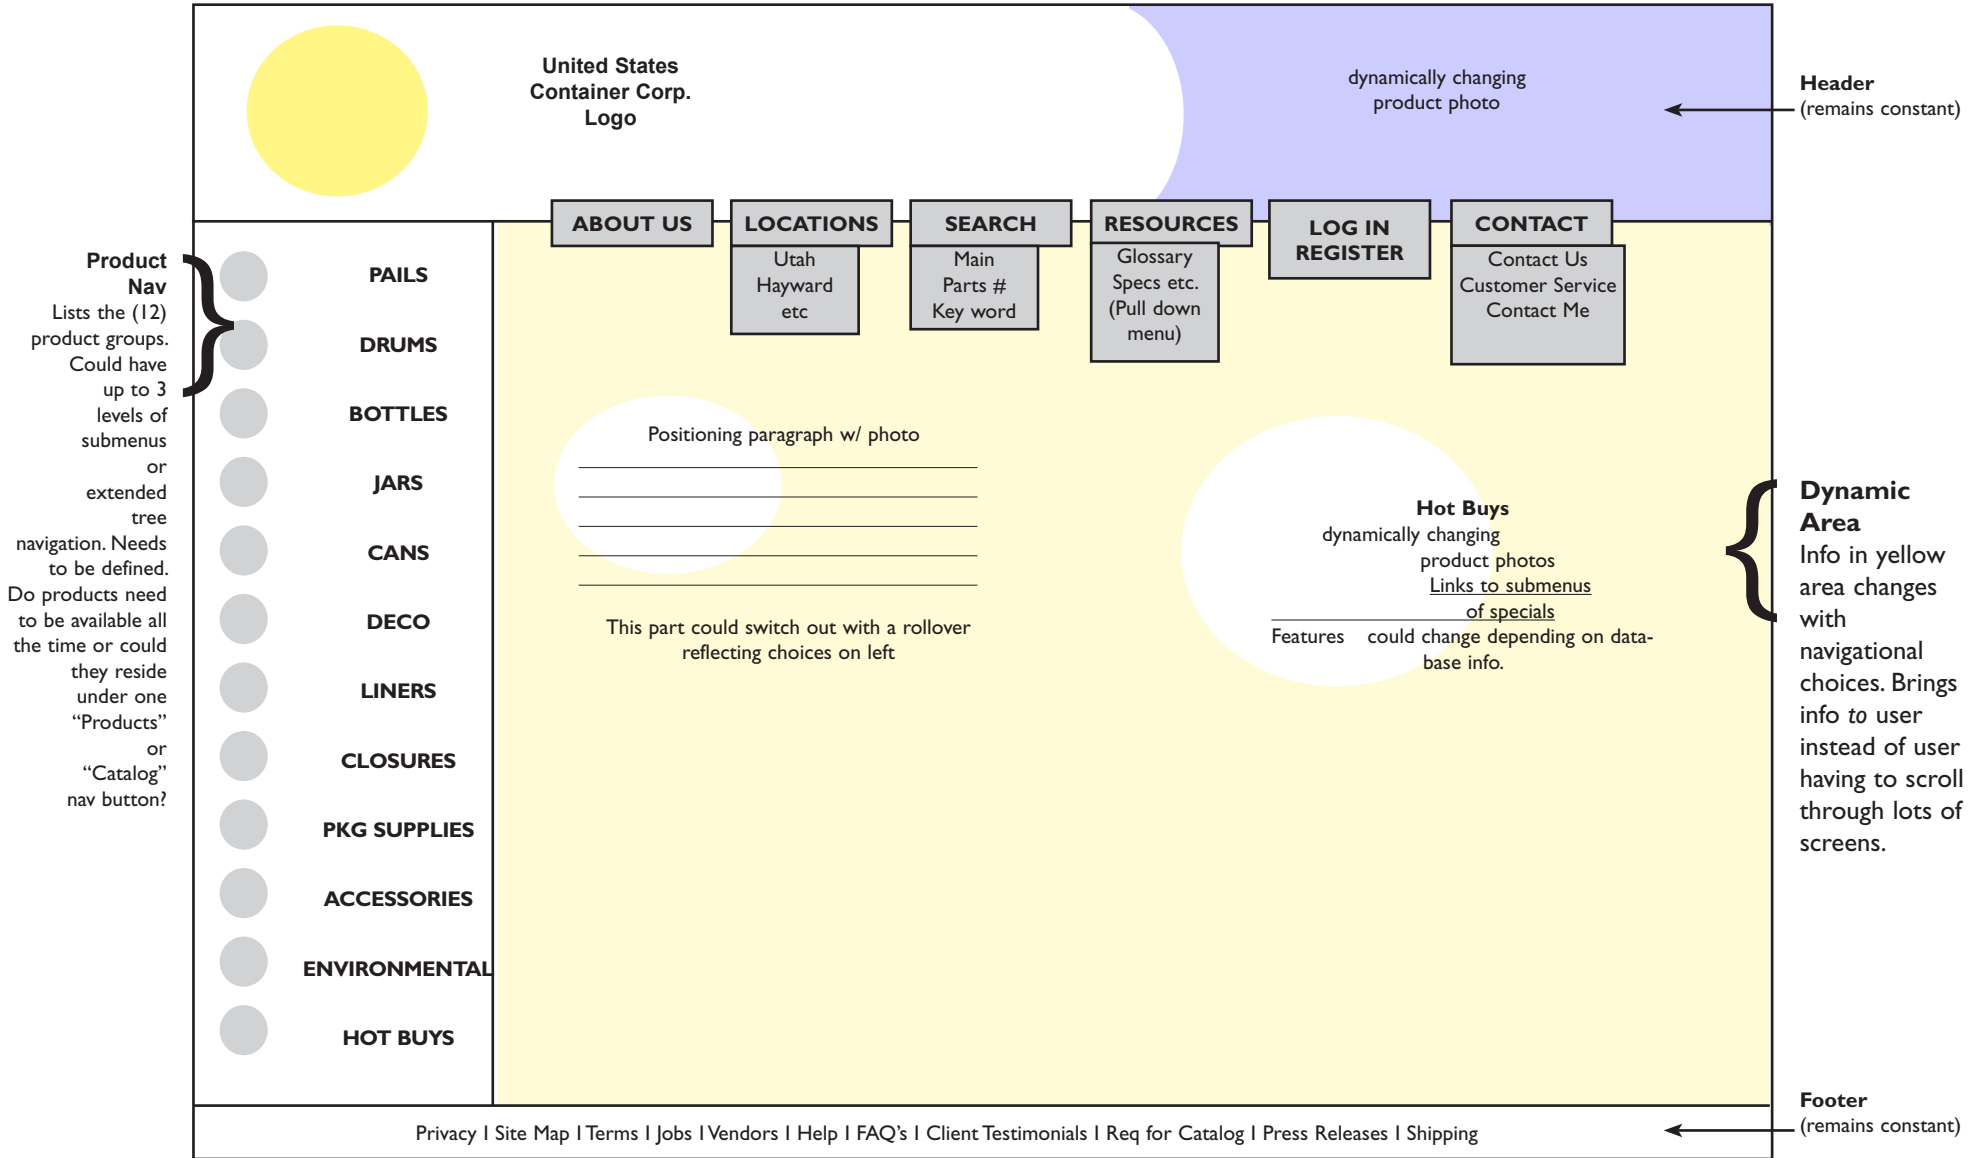 United States
Container Corp.
Logo
dynamically changing
product photo
Header
(remains constant)
ABOUT US
LOCATIONS
Utah
Hayward
etc
SEARCH
Main
Parts #
Key word
RESOURCES
Glossary
Specs etc.
(Pull down
menu)
LOG IN
REGISTER
CONTACT
Contact Us
Customer Service
Contact Me
Product
Nav
Lists the (12)
product groups.
Could have
up to 3
levels of
submenus
or
extended
tree
navigation. Needs
to be defined.
Do products need
to be available all
the time or could
they reside
under one
“Products”
or
“Catalog”
nav button?
PAILS
DRUMS
BOTTLES
JARS
CANS
DECO
LINERS
CLOSURES
PKG SUPPLIES
ACCESSORIES
ENVIRONMENTAL
HOT BUYS
Positioning paragraph w/ photo
This part could switch out with a rollover
reflecting choices on left
Hot Buys
dynamically changing
product photos
Links to submenus
of specials
Features could change depending on data-
base info.
Dynamic
Area
Info in yellow
area changes
with
navigational
choices. Brings
info to user
instead of user
having to scroll
through lots of
screens.
Privacy I Site Map I Terms I Jobs I Vendors I Help I FAQ’s I Client Testimonials I Req for Catalog I Press Releases I Shipping
Footer
(remains constant)